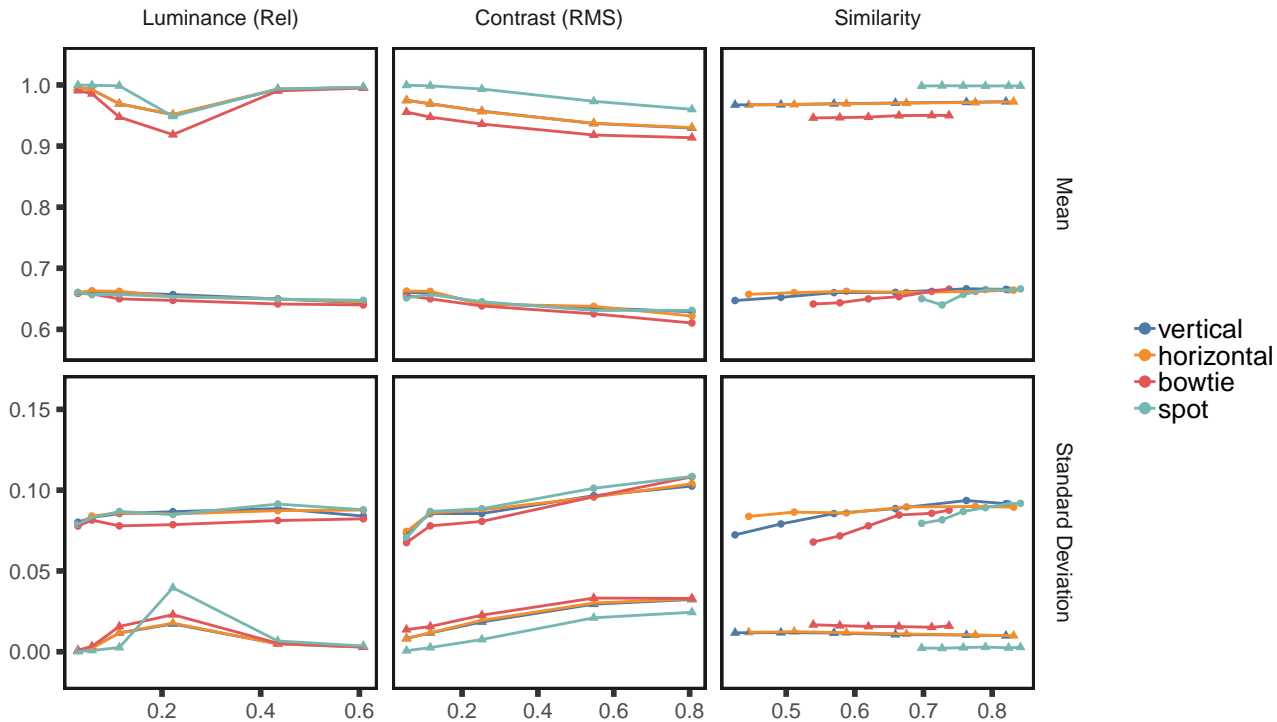 Luminance (Rel) Contrast (RMS) Similarity
1.0
0.9
0.8
0.7
0.6
Mean
0.15
0.10
0.05
0.00
Standard Deviation
0.2 0.4 0.6 0.2 0.4 0.6 0.8 0.5 0.6 0.7 0.8
vertical
horizontal
bowtie
spot